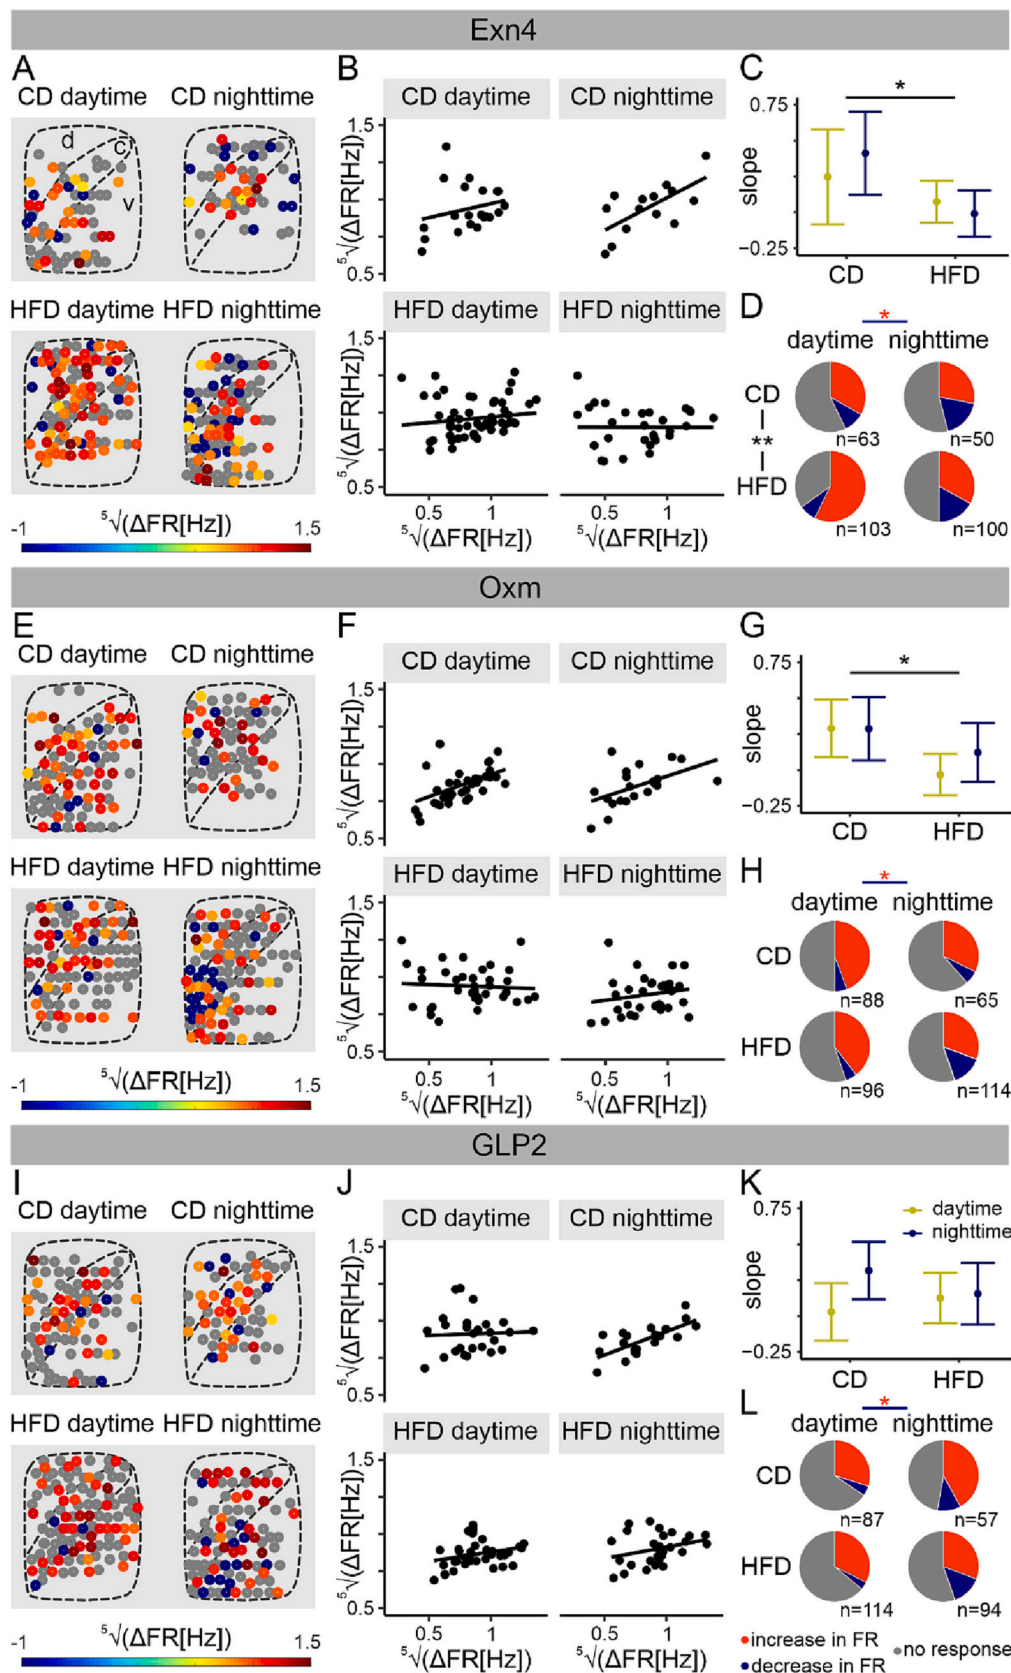 Exn4
A
CD daytime
CD nighttime
d
c
v
HFD daytime
HFD nighttime
-1
⁵√(ΔFR[Hz])
1.5
B
CD daytime
CD nighttime
1.5
⁵√(ΔFR[Hz])
0.5
HFD daytime
HFD nighttime
1.5
⁵√(ΔFR[Hz])
0.5
0.5
1
0.5
1
⁵√(ΔFR[Hz])
⁵√(ΔFR[Hz])
C
0.75
*
slope
−0.25
CD
HFD
D
*
daytime
nighttime
CD
n=63
n=50
**
HFD
n=103
n=100
Oxm
E
CD daytime
CD nighttime
HFD daytime
HFD nighttime
-1
⁵√(ΔFR[Hz])
1.5
F
CD daytime
CD nighttime
1.5
⁵√(ΔFR[Hz])
0.5
HFD daytime
HFD nighttime
1.5
⁵√(ΔFR[Hz])
0.5
0.5
1
0.5
1
⁵√(ΔFR[Hz])
⁵√(ΔFR[Hz])
G
0.75
*
slope
−0.25
CD
HFD
H
*
daytime
nighttime
CD
n=88
n=65
HFD
n=96
n=114
GLP2
I
CD daytime
CD nighttime
HFD daytime
HFD nighttime
-1
⁵√(ΔFR[Hz])
1.5
J
CD daytime
CD nighttime
1.5
⁵√(ΔFR[Hz])
0.5
HFD daytime
HFD nighttime
1.5
⁵√(ΔFR[Hz])
0.5
0.5
1
0.5
1
⁵√(ΔFR[Hz])
⁵√(ΔFR[Hz])
K
0.75
daytime
nighttime
slope
−0.25
CD
HFD
L
*
daytime
nighttime
CD
n=87
n=57
HFD
n=114
n=94
increase in FR
no response
decrease in FR